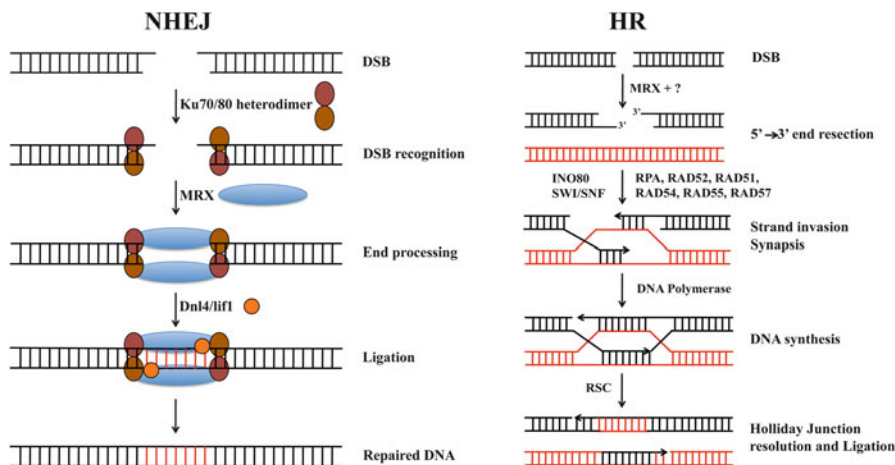 NHEJ
DSB
Ku70/80 heterodimer
DSB recognition
MRX
End processing
Dnl4/lif1
Ligation
Repaired DNA
HR
DSB
MRX + ?
3'
3'
5' → 3' end resection
INO80
SWI/SNF
RPA, RAD52, RAD51,
RAD54, RAD55, RAD57
Strand invasion
Synapsis
DNA Polymerase
DNA synthesis
RSC
Holliday Junction
resolution and Ligation